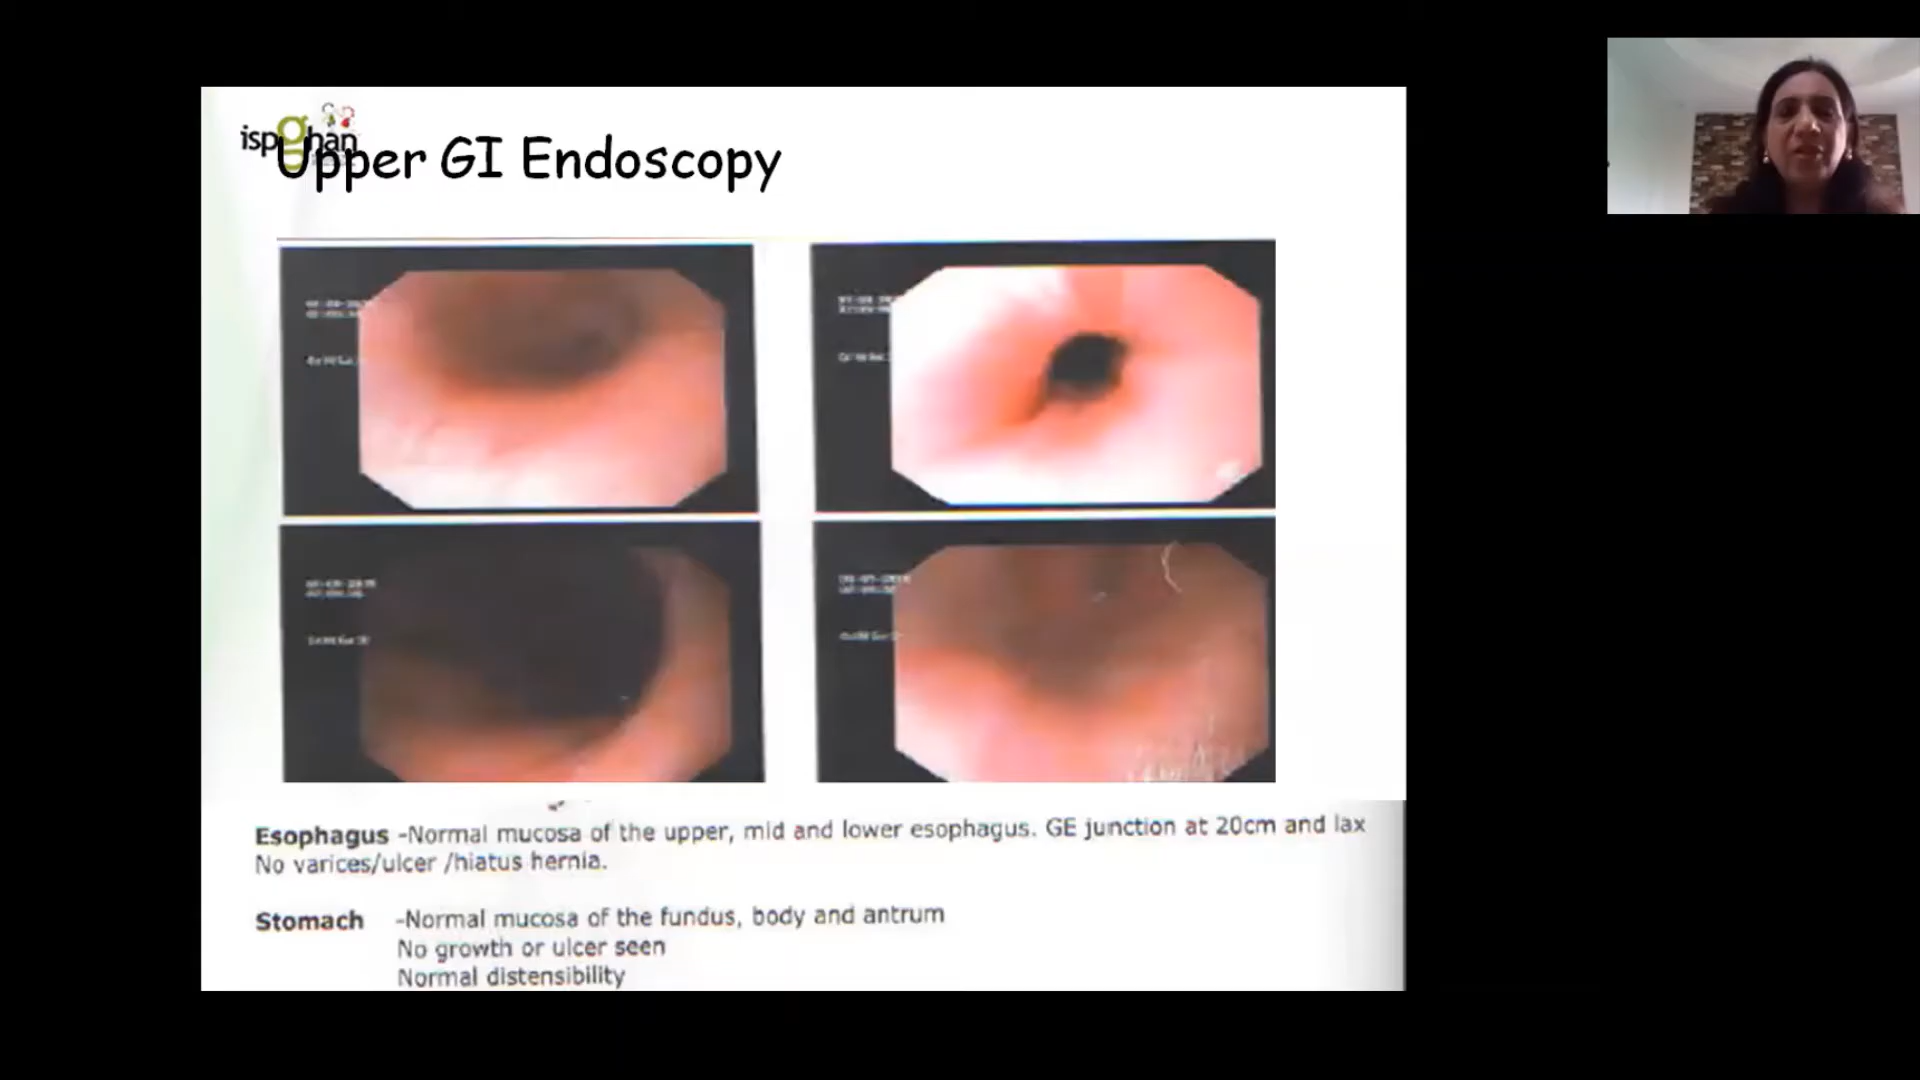 ispghan
Upper GI Endoscopy
Esophagus -Normal mucosa of the upper, mid and lower esophagus. GE junction at 20cm and lax
No varices/ulcer /hiatus hernia.
Stomach -Normal mucosa of the fundus, body and antrum
No growth or ulcer seen
Normal distensibility